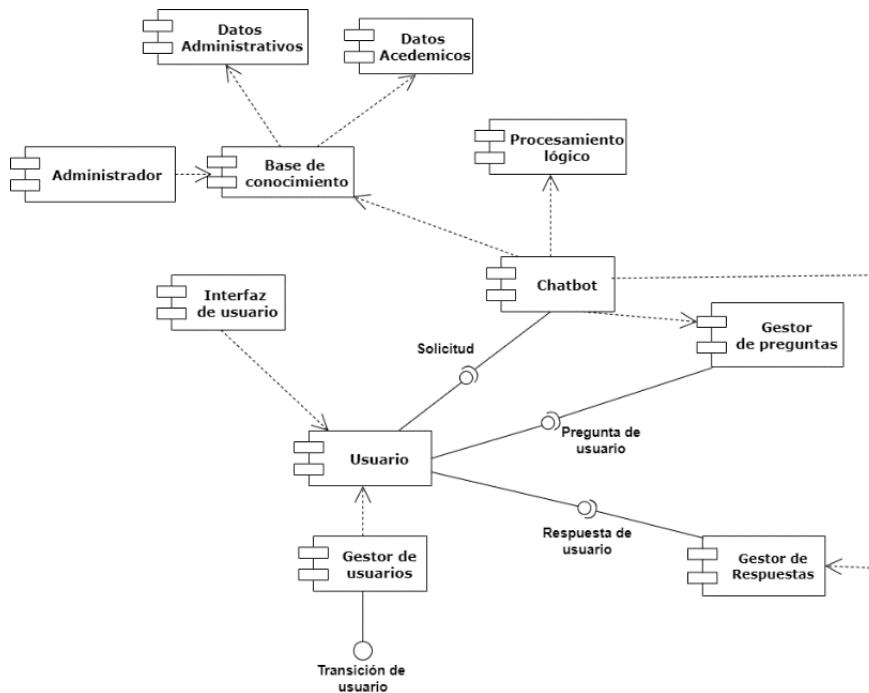 Datos
Administrativos
Datos
Acedemicos
Procesamiento
lógico
Administrador
Base de
conocimiento
Chatbot
Interfaz
de usuario
Gestor
de preguntas
Solicitud
Pregunta de
usuario
Usuario
Respuesta de
usuario
Gestor de
usuarios
Gestor de
Respuestas
Transición de
usuario